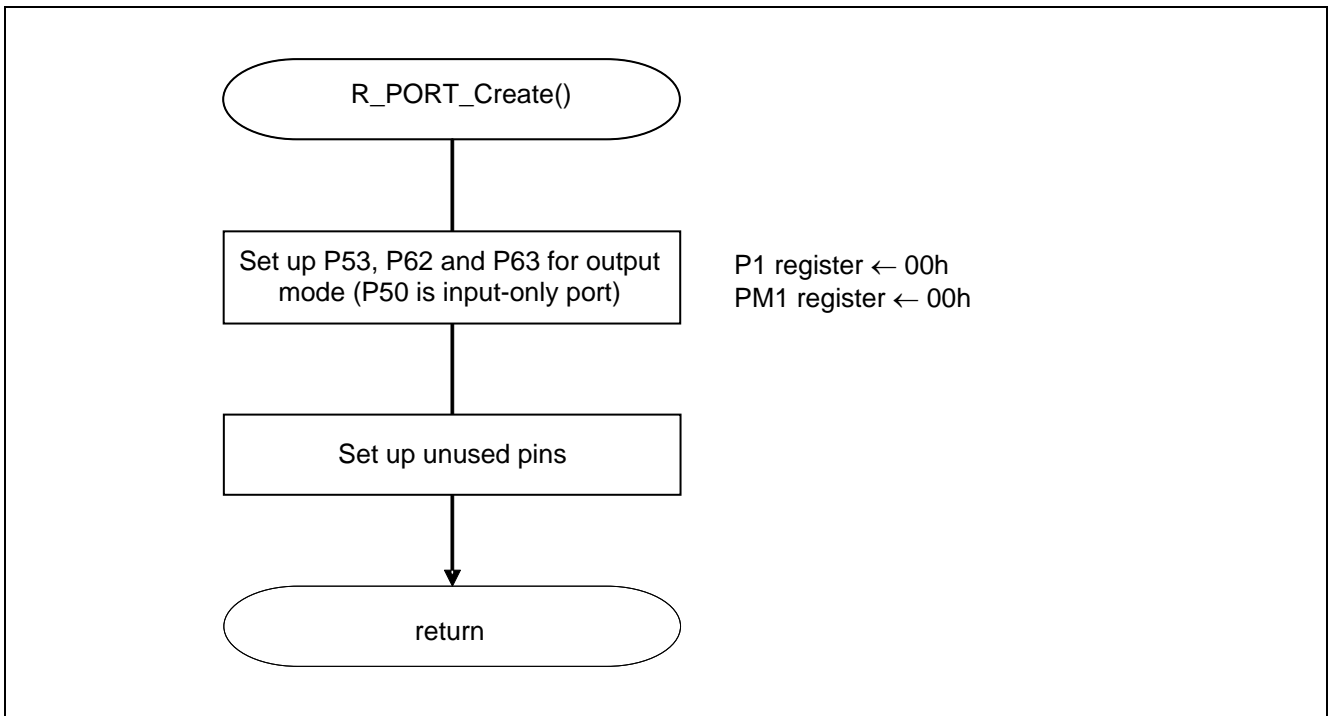 R_PORT_Create()
Set up P53, P62 and P63 for output
mode (P50 is input-only port)
P1 register ← 00h
PM1 register ← 00h
Set up unused pins
return